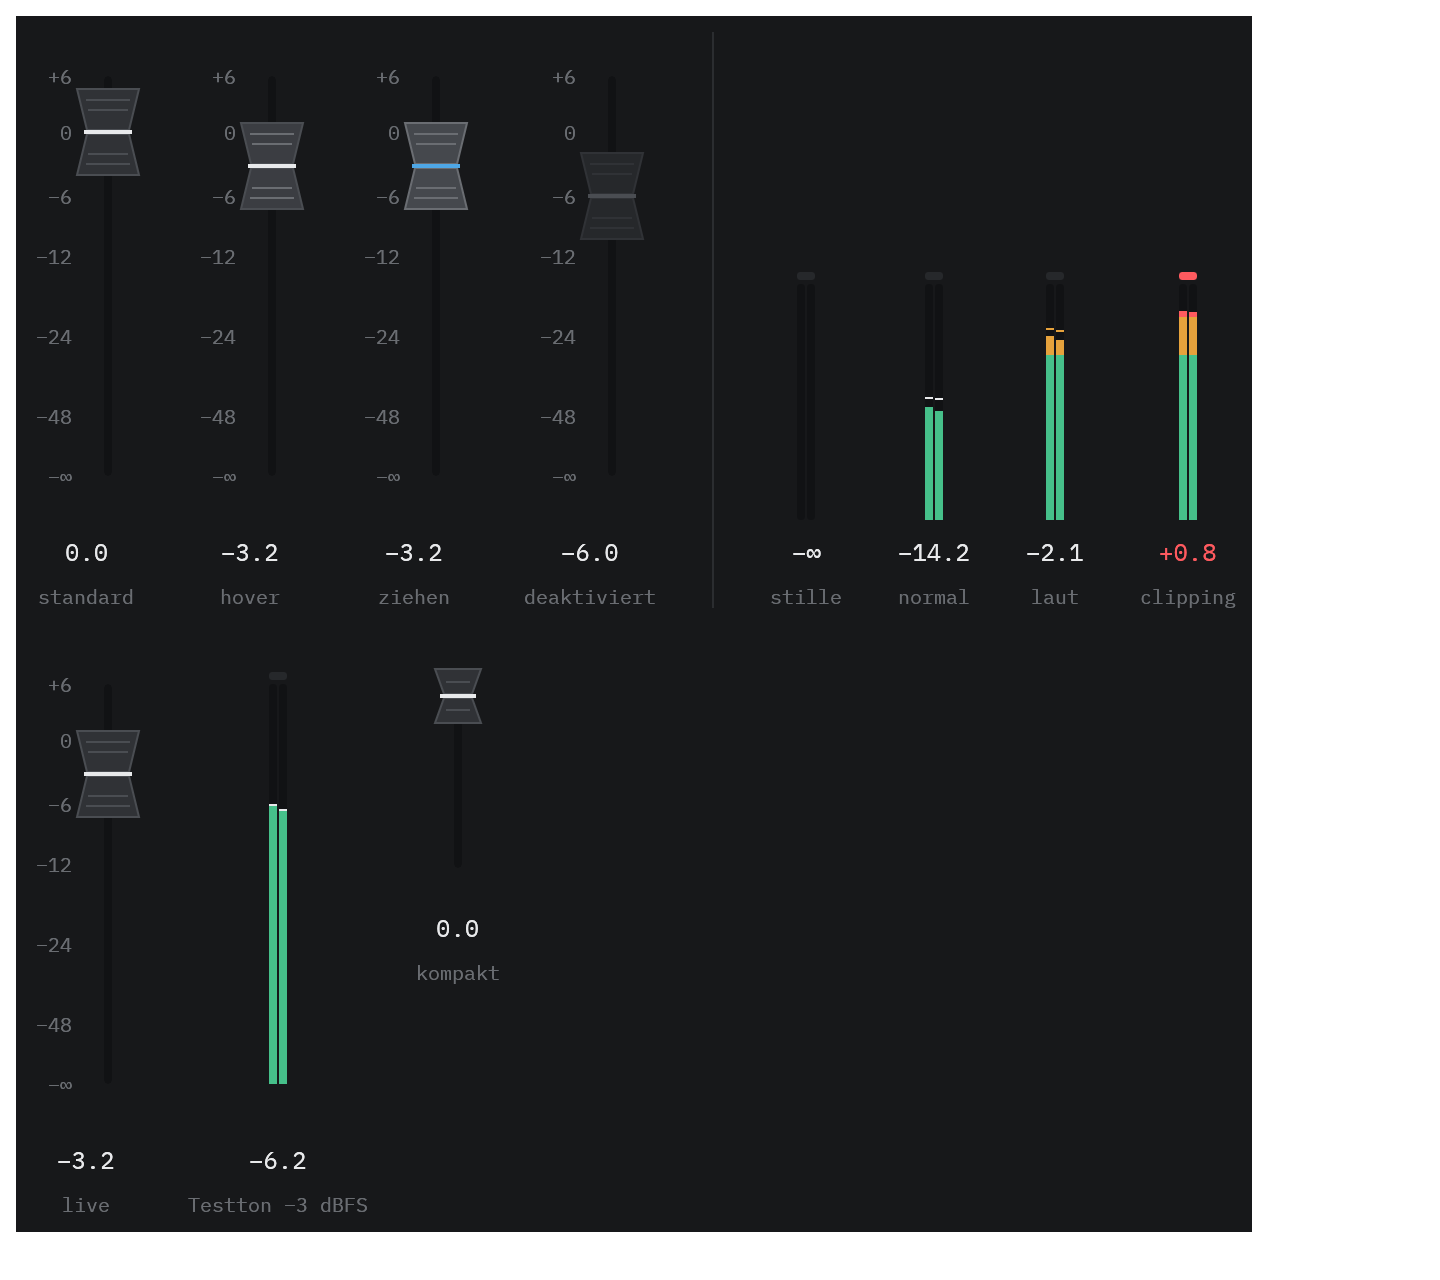 +6 +6 +6 +6
0 0 0 0
−6 −6 −6 −6
−12 −12 −12 −12
−24 −24 −24 −24
−48 −48 −48 −48
−∞ −∞ −∞ −∞
0.0 −3.2 −3.2 −6.0 −∞ −14.2 −2.1 +0.8
standard hover ziehen deaktiviert stille normal laut clipping
+6
0
−6
−12
−24
−48
−∞
0.0
kompakt
−3.2 −6.2
live Testton −3 dBFS